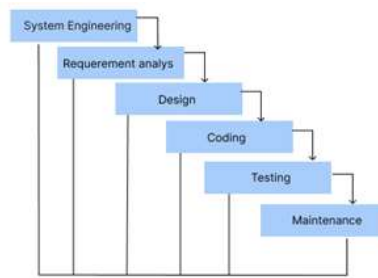 System Engineering
Requerement analys
Design
Coding
Testing
Maintenance